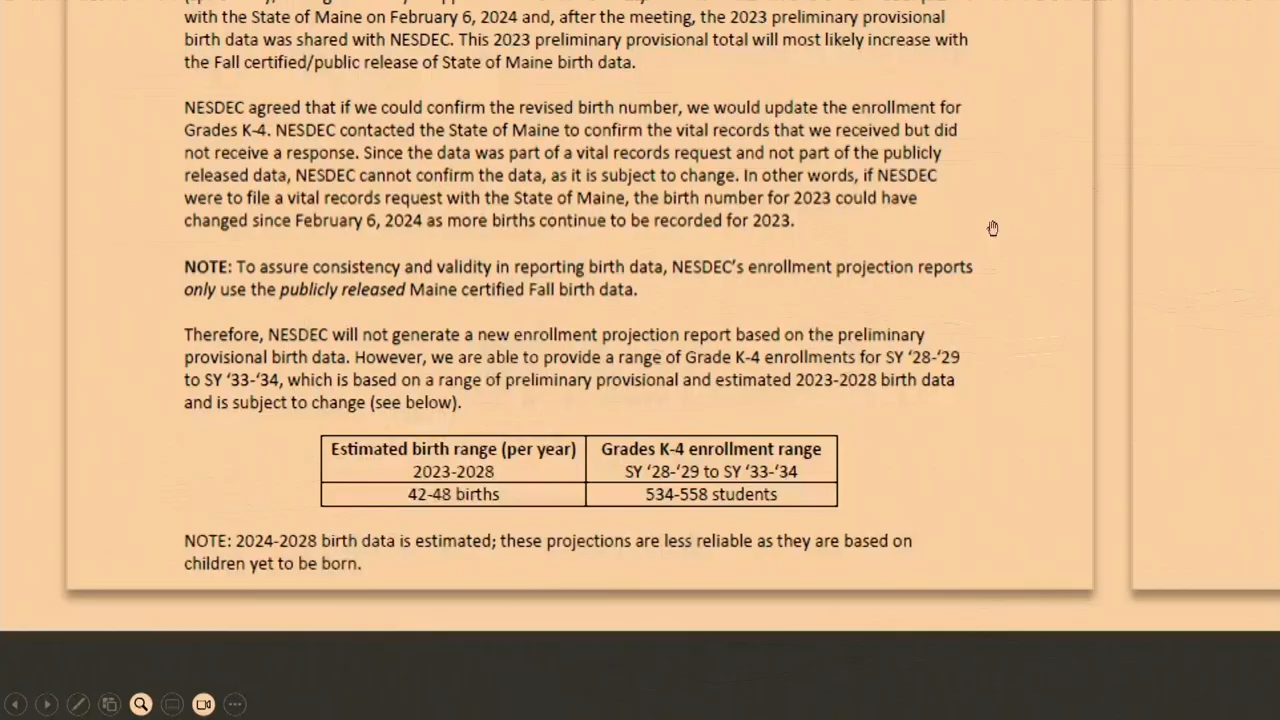 with the State of Maine on February 6, 2024 and, after the meeting, the 2023 preliminary provisional
birth data was shared with NESDEC. This 2023 preliminary provisional total will most likely increase with
the Fall certified/public release of State of Maine birth data.
NESDEC agreed that if we could confirm the revised birth number, we would update the enrollment for
Grades K-4. NESDEC contacted the State of Maine to confirm the vital records that we received but did
not receive a response. Since the data was part of a vital records request and not part of the publicly
released data, NESDEC cannot confirm the data, as it is subject to change. In other words, if NESDEC
were to file a vital records request with the State of Maine, the birth number for 2023 could have
changed since February 6, 2024 as more births continue to be recorded for 2023.
NOTE: To assure consistency and validity in reporting birth data, NESDEC's enrollment projection reports
only use the publicly released Maine certified Fall birth data.
Therefore, NESDEC will not generate a new enrollment projection report based on the preliminary
provisional birth data. However, we are able to provide a range of Grade K-4 enrollments for SY '28-'29
to SY '33-'34, which is based on a range of preliminary provisional and estimated 2023-2028 birth data
and is subject to change (see below).
Estimated birth range (per year) Grades K-4 enrollment range
2023-2028 SY '28-'29 to SY '33-'34
42-48 births 534-558 students
NOTE: 2024-2028 birth data is estimated; these projections are less reliable as they are based on
children yet to be born.